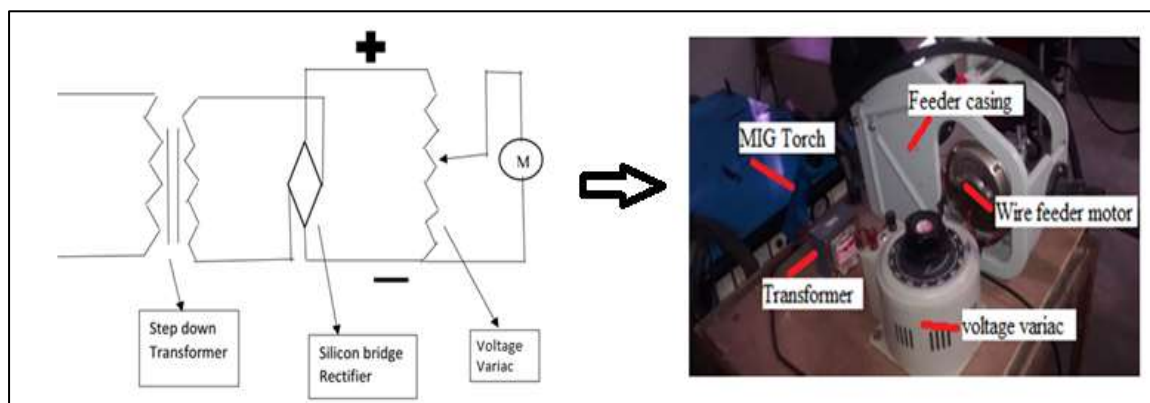 +
M
−
Step down
Transformer
Silicon bridge
Rectifier
Voltage
Variac
Feeder casing
MIG Torch
Wire feeder motor
Transformer
voltage variac